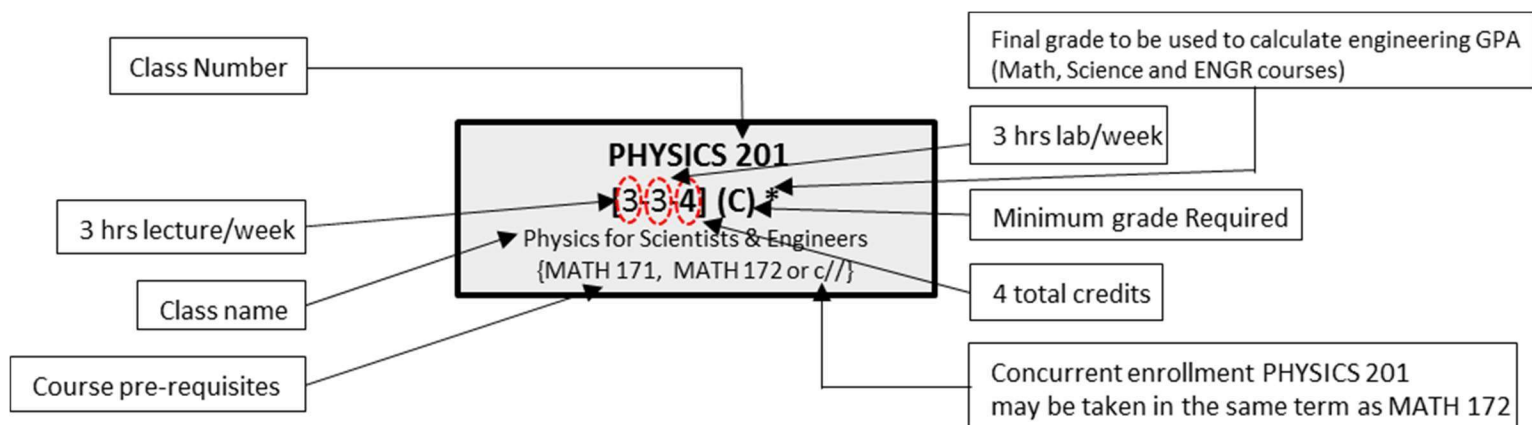 Final grade to be used to calculate engineering GPA
(Math, Science and ENGR courses)
Class Number
3 hrs lab/week
PHYSICS 201
[3-3-4] (C) *
Physics for Scientists & Engineers
{MATH 171, MATH 172 or c//}
3 hrs lecture/week
Minimum grade Required
Class name
4 total credits
Course pre-requisites
Concurrent enrollment PHYSICS 201
may be taken in the same term as MATH 172